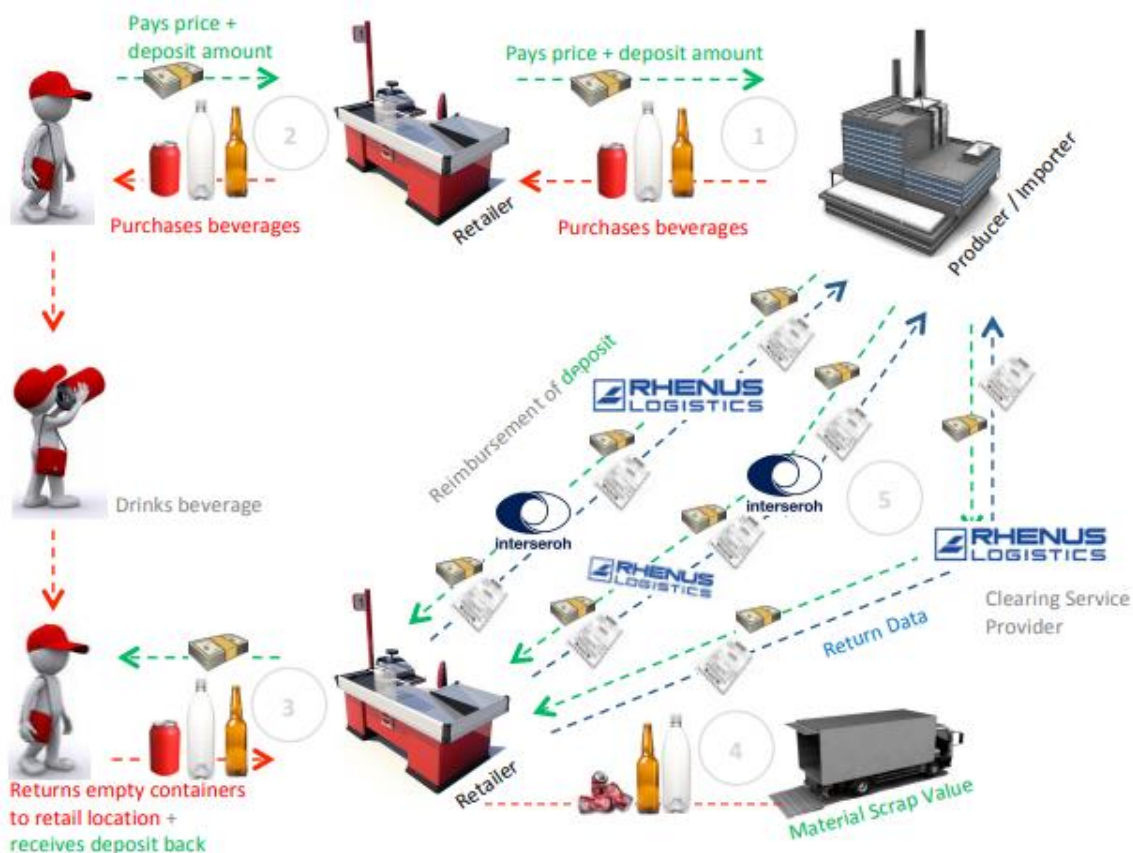 Pays price +
deposit amount
Pays price + deposit amount
2
1
Purchases beverages
Retailer
Purchases beverages
Producer / Importer
Reimbursement of deposit
RHENUS
LOGISTICS
Drinks beverage
interseroh
interseroh
5
RHENUS
LOGISTICS
RHENUS
LOGISTICS
Clearing Service
Provider
Return Data
3
4
Retailer
Material Scrap Value
Returns empty containers
to retail location +
receives deposit back